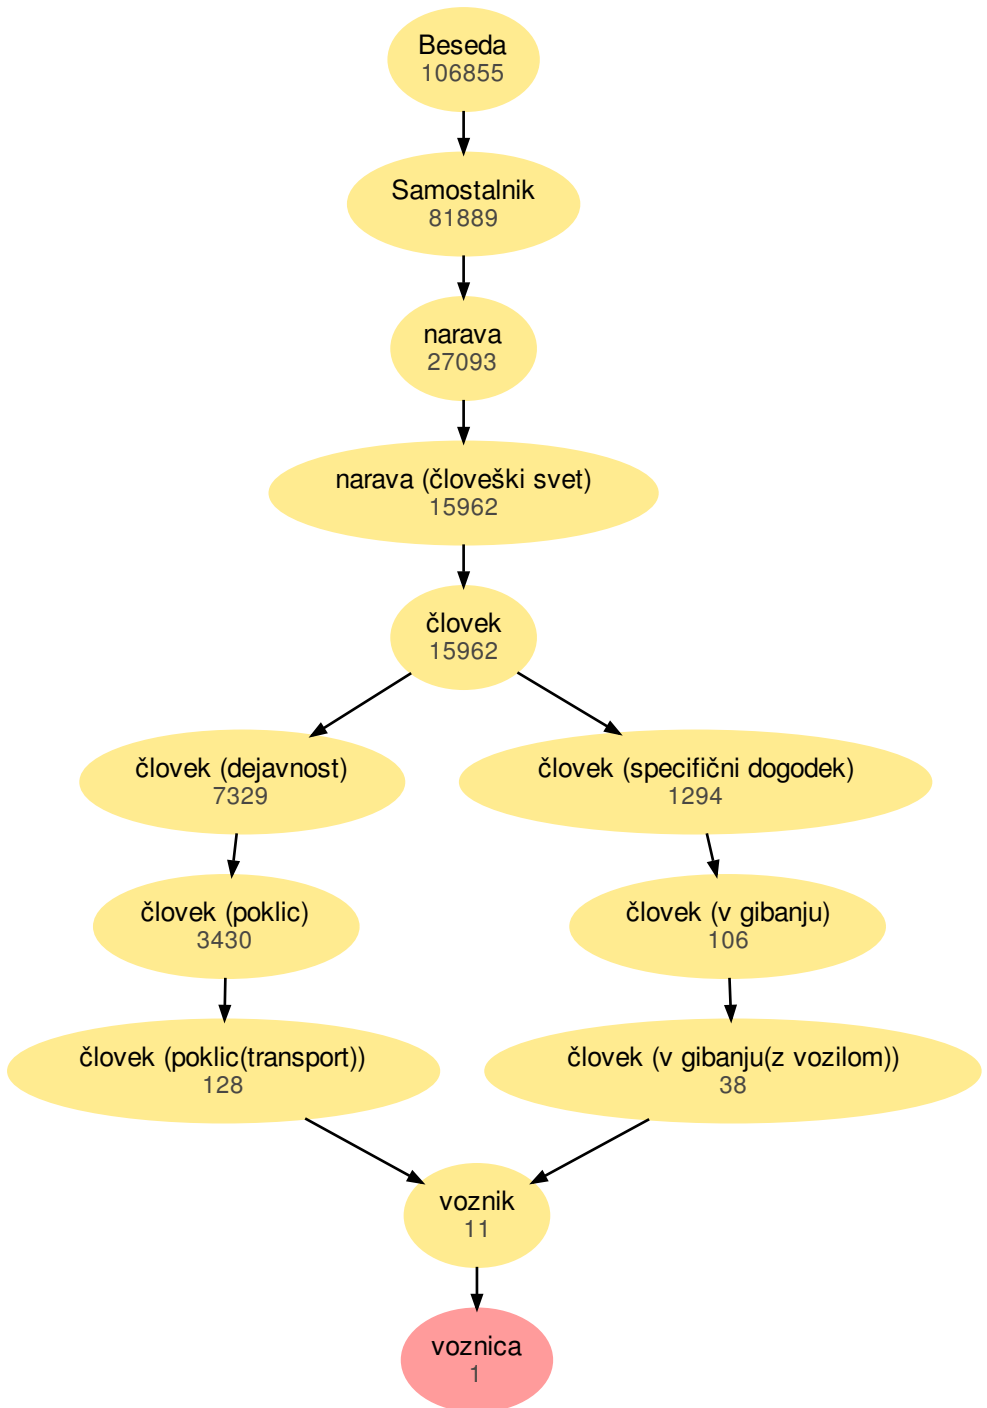 Beseda
106855
Samostalnik
81889
narava
27093
narava (človeški svet)
15962
človek
15962
človek (dejavnost)
7329
človek (specifični dogodek)
1294
človek (poklic)
3430
človek (v gibanju)
106
človek (poklic(transport))
128
človek (v gibanju(z vozilom))
38
voznik
11
voznica
1